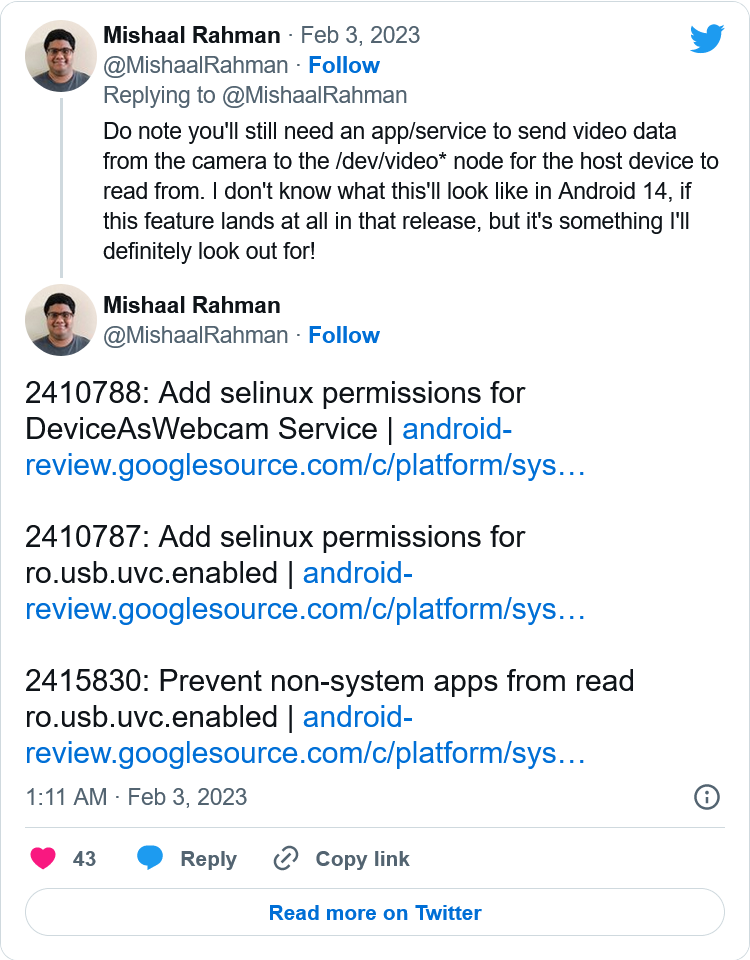 Mishaal Rahman · Feb 3, 2023
@MishaalRahman · Follow
Replying to @MishaalRahman
Do note you'll still need an app/service to send video data
from the camera to the /dev/video* node for the host device to
read from. I don't know what this'll look like in Android 14, if
this feature lands at all in that release, but it's something I'll
definitely look out for!
Mishaal Rahman
@MishaalRahman · Follow
2410788: Add selinux permissions for
DeviceAsWebcam Service | android-
review.googlesource.com/c/platform/sys…
2410787: Add selinux permissions for
ro.usb.uvc.enabled | android-
review.googlesource.com/c/platform/sys…
2415830: Prevent non-system apps from read
ro.usb.uvc.enabled | android-
review.googlesource.com/c/platform/sys…
1:11 AM · Feb 3, 2023
43 Reply Copy link
Read more on Twitter